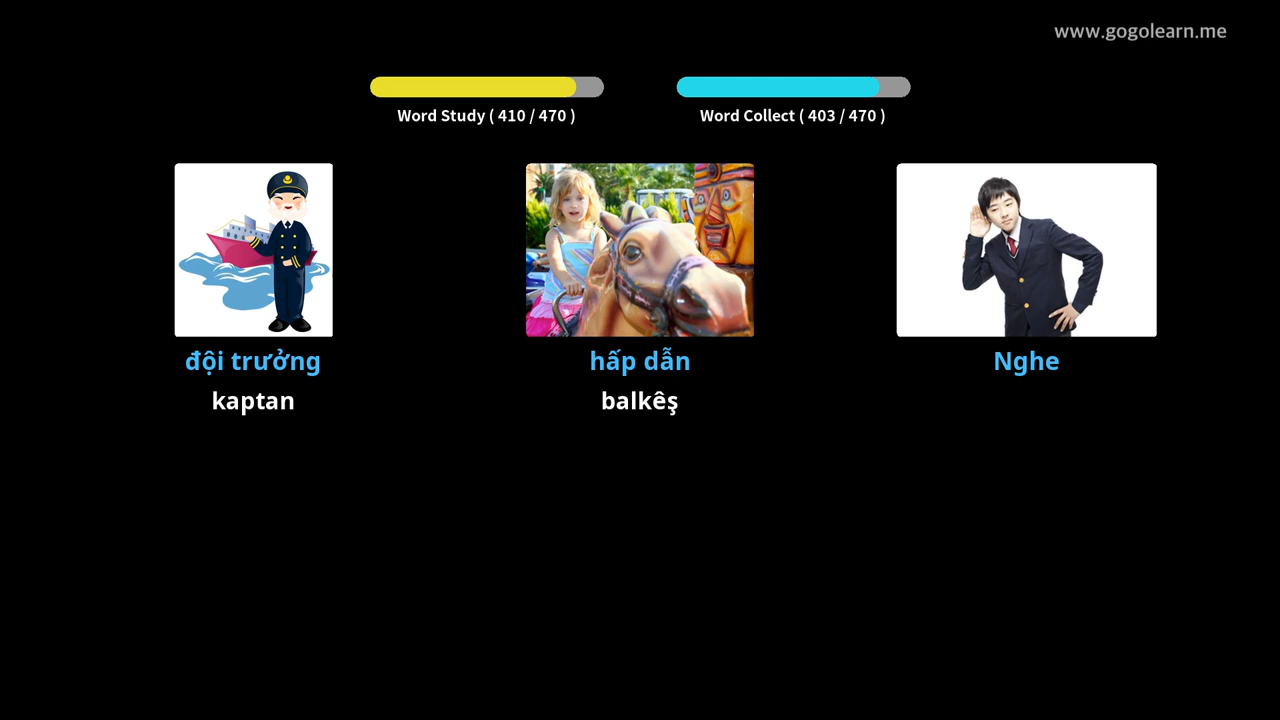 www.gogolearn.me
Word Study ( 410 / 470 )
Word Collect ( 403 / 470 )
đội trưởng
kaptan
hấp dẫn
balkêş
Nghe